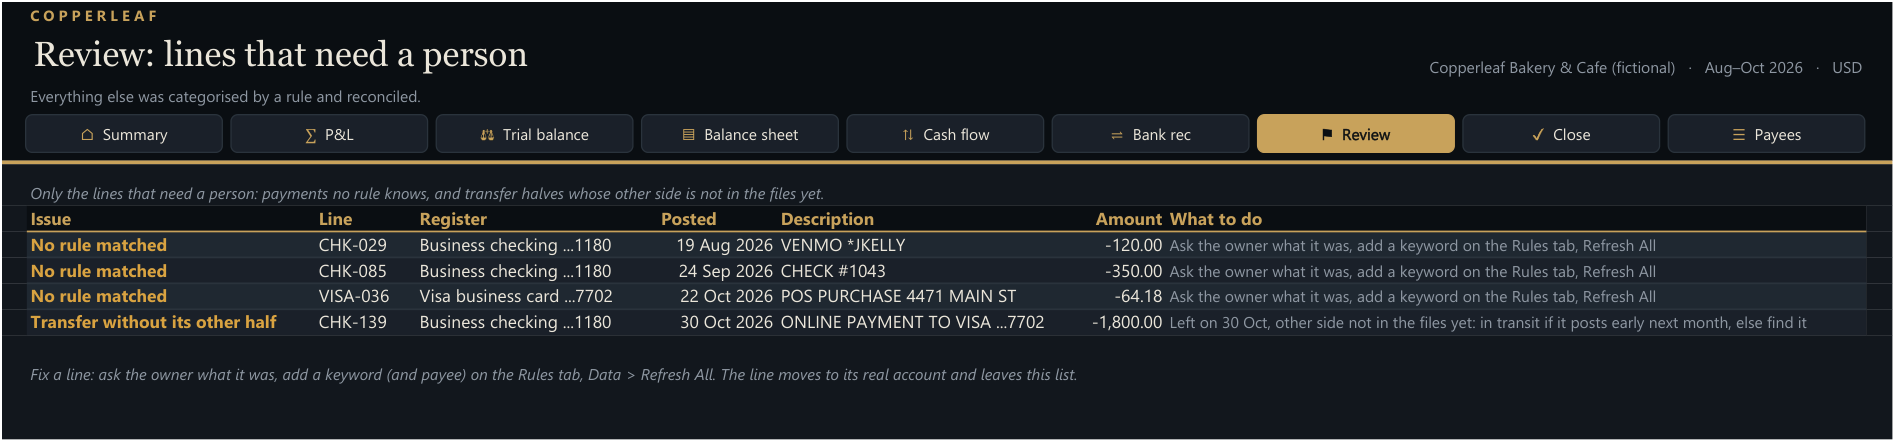 COPPERLEAF
Review: lines that need a person
Copperleaf Bakery & Cafe (fictional) · Aug–Oct 2026 · USD
Everything else was categorised by a rule and reconciled.
Summary P&L Trial balance Balance sheet Cash flow Bank rec Review Close Payees
Only the lines that need a person: payments no rule knows, and transfer halves whose other side is not in the files yet.
Issue Line Register Posted Description Amount What to do
No rule matched CHK-029 Business checking ...1180 19 Aug 2026 VENMO *JKELLY -120.00 Ask the owner what it was, add a keyword on the Rules tab, Refresh All
No rule matched CHK-085 Business checking ...1180 24 Sep 2026 CHECK #1043 -350.00 Ask the owner what it was, add a keyword on the Rules tab, Refresh All
No rule matched VISA-036 Visa business card ...7702 22 Oct 2026 POS PURCHASE 4471 MAIN ST -64.18 Ask the owner what it was, add a keyword on the Rules tab, Refresh All
Transfer without its other half CHK-139 Business checking ...1180 30 Oct 2026 ONLINE PAYMENT TO VISA ...7702 -1,800.00 Left on 30 Oct, other side not in the files yet: in transit if it posts early next month, else find it
Fix a line: ask the owner what it was, add a keyword (and payee) on the Rules tab, Data > Refresh All. The line moves to its real account and leaves this list.